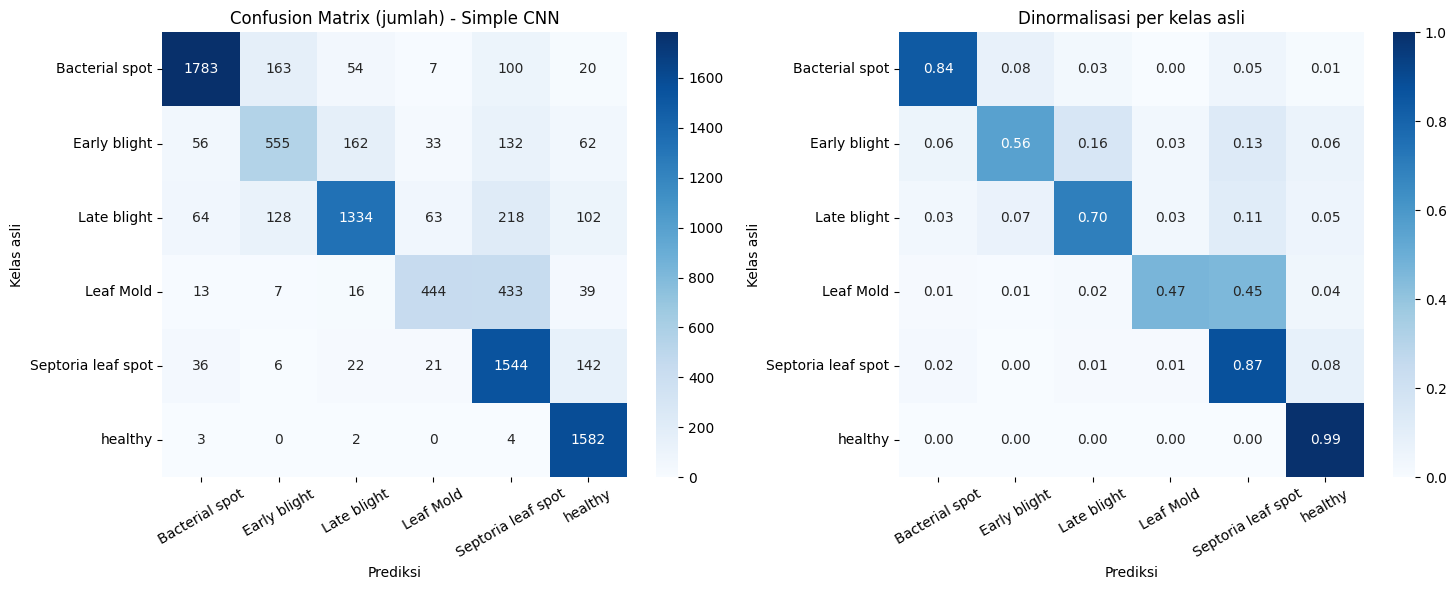 Confusion Matrix (jumlah) - Simple CNN
Kelas asli
Bacterial spot 1783 163 54 7 100 20
Early blight 56 555 162 33 132 62
Late blight 64 128 1334 63 218 102
Leaf Mold 13 7 16 444 433 39
Septoria leaf spot 36 6 22 21 1544 142
healthy 3 0 2 0 4 1582
Bacterial spot Early blight Late blight Leaf Mold Septoria leaf spot healthy
Prediksi
1600
1400
1200
1000
800
600
400
200
0
Dinormalisasi per kelas asli
Kelas asli
Bacterial spot 0.84 0.08 0.03 0.00 0.05 0.01
Early blight 0.06 0.56 0.16 0.03 0.13 0.06
Late blight 0.03 0.07 0.70 0.03 0.11 0.05
Leaf Mold 0.01 0.01 0.02 0.47 0.45 0.04
Septoria leaf spot 0.02 0.00 0.01 0.01 0.87 0.08
healthy 0.00 0.00 0.00 0.00 0.00 0.99
Bacterial spot Early blight Late blight Leaf Mold Septoria leaf spot healthy
Prediksi
1.0
0.8
0.6
0.4
0.2
0.0